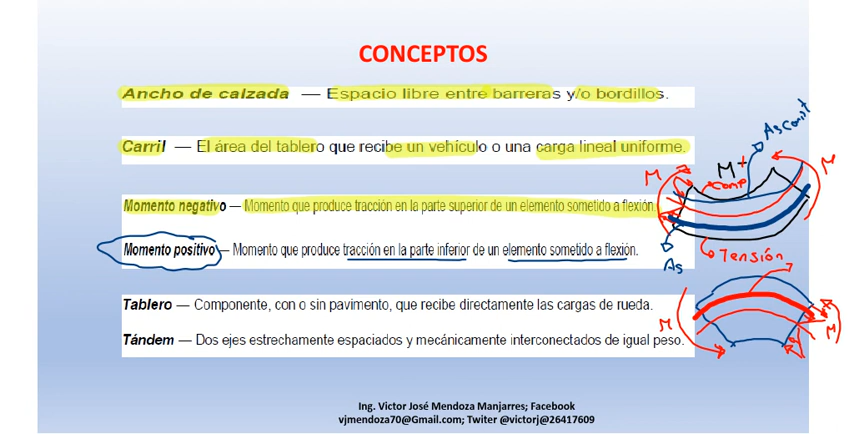 CONCEPTOS
Ancho de calzada — Espacio libre entre barreras y/o bordillos.
As const
Carril — El área del tablero que recibe un vehículo o una carga lineal uniforme.
M+
M
M
comp
Momento negativo — Momento que produce tracción en la parte superior de un elemento sometido a flexión.
Momento positivo – Momento que produce tracción en la parte inferior de un elemento sometido a flexión.
Tensión
As
Tablero — Componente, con o sin pavimento, que recibe directamente las cargas de rueda.
M
M
Tándem — Dos ejes estrechamente espaciados y mecánicamente interconectados de igual peso.
Ing. Victor José Mendoza Manjarres; Facebook
vjmendoza70@Gmail.com; Twiter @victorj@26417609